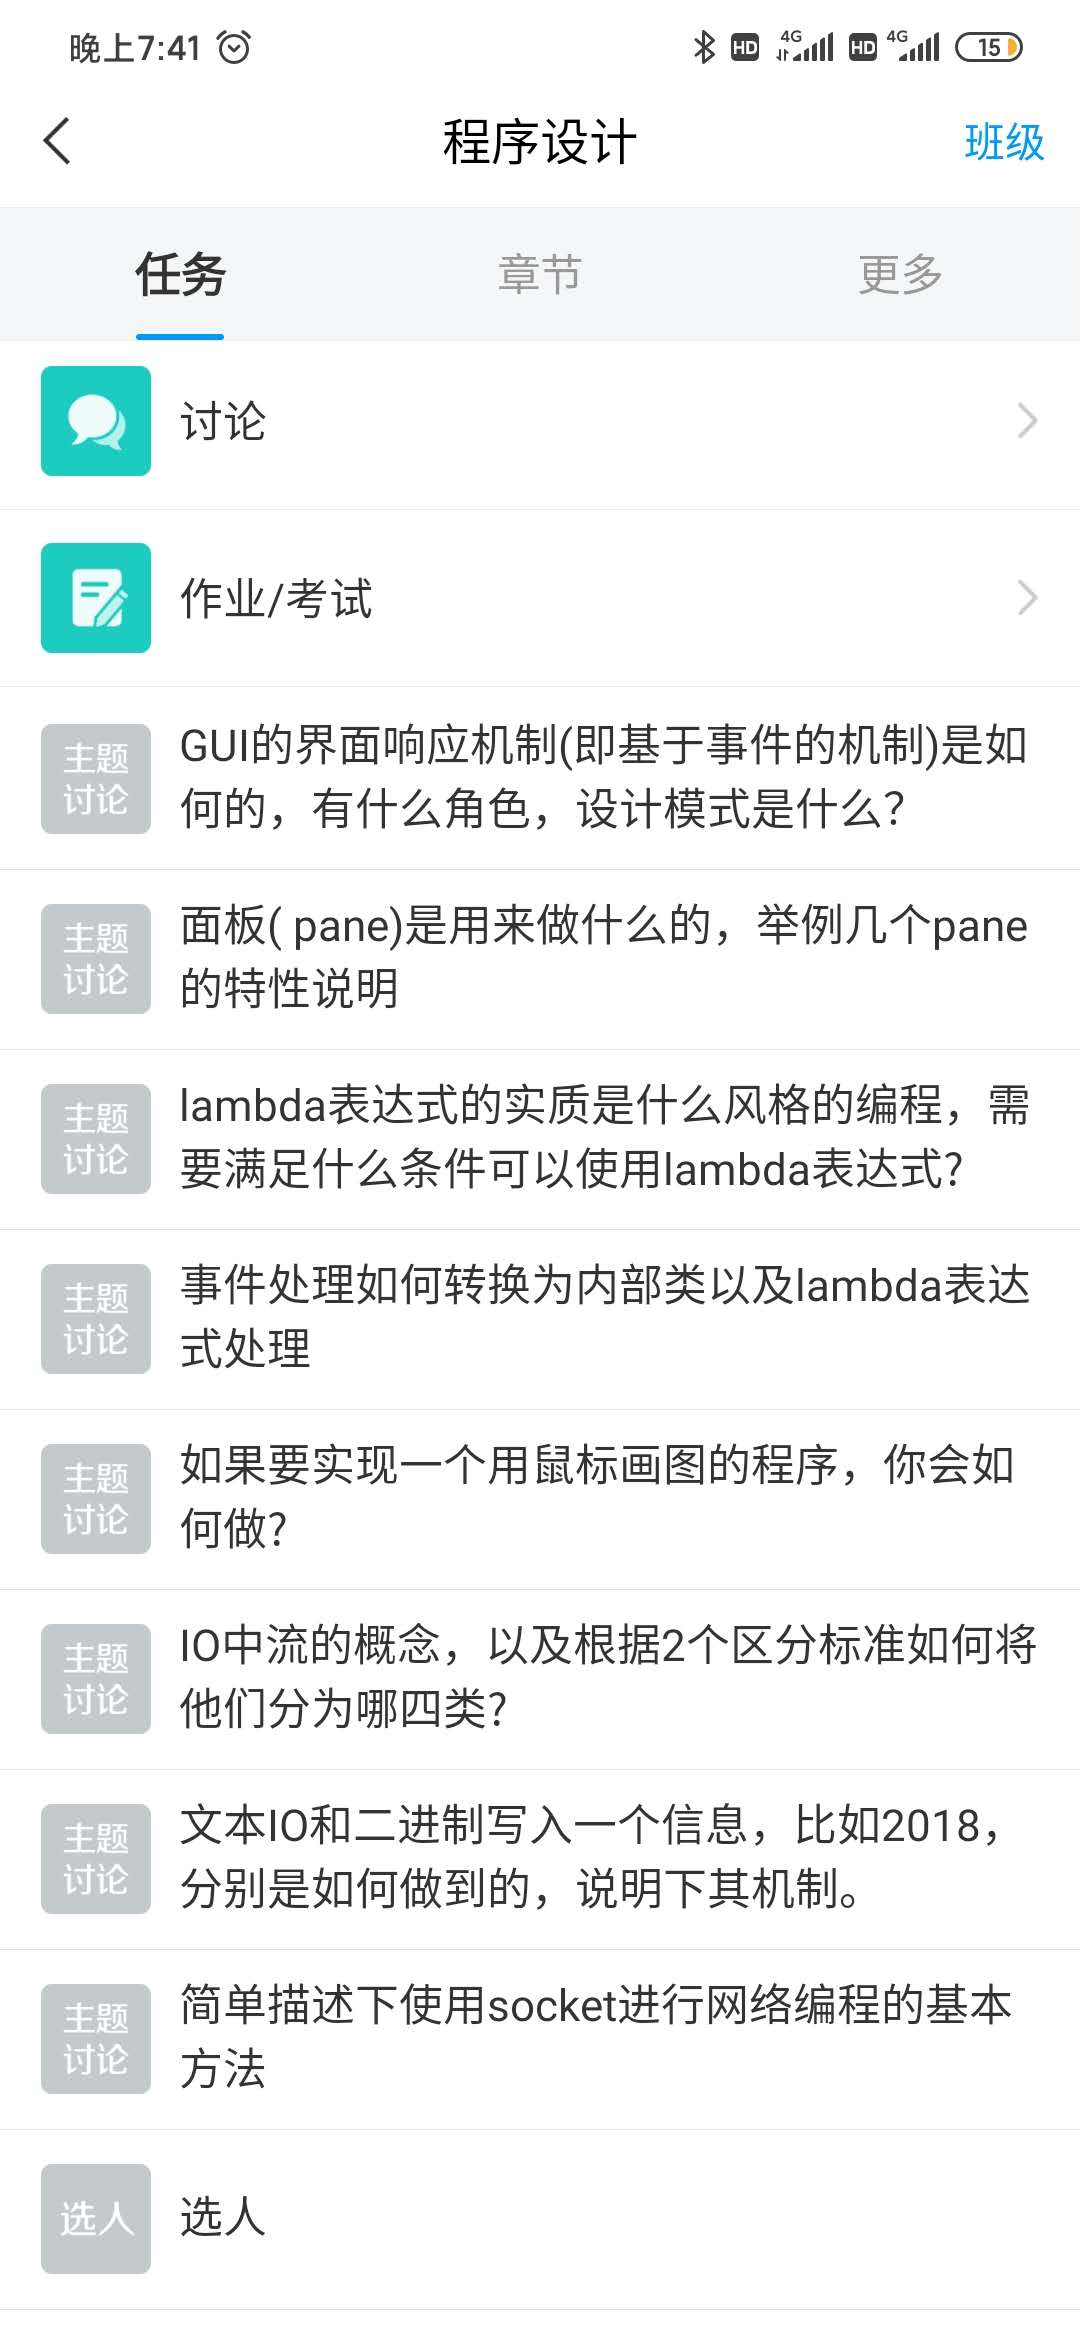 晚上7:41
HD 4G HD 4G 15
程序设计
班级
任务 章节 更多
讨论
作业/考试
主题
讨论
GUI的界面响应机制(即基于事件的机制)是如
何的，有什么角色，设计模式是什么？
主题
讨论
面板( pane)是用来做什么的，举例几个pane
的特性说明
主题
讨论
lambda表达式的实质是什么风格的编程，需
要满足什么条件可以使用lambda表达式？
主题
讨论
事件处理如何转换为内部类以及lambda表达
式处理
主题
讨论
如果要实现一个用鼠标画图的程序，你会如
何做？
主题
讨论
IO中流的概念，以及根据2个区分标准如何将
他们分为哪四类？
主题
讨论
文本IO和二进制写入一个信息，比如2018，
分别是如何做到的，说明下其机制。
主题
讨论
简单描述下使用socket进行网络编程的基本
方法
选人
选人